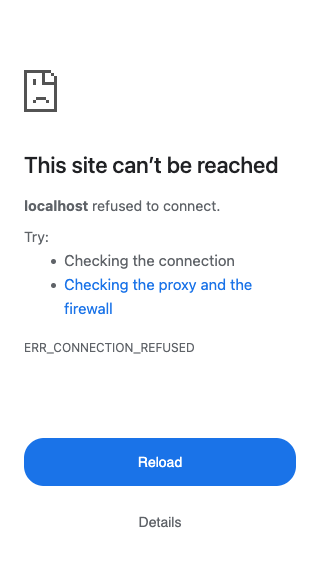 This site can’t be reached
localhost refused to connect.
Try:
• Checking the connection
• Checking the proxy and the
firewall
ERR_CONNECTION_REFUSED
Reload
Details